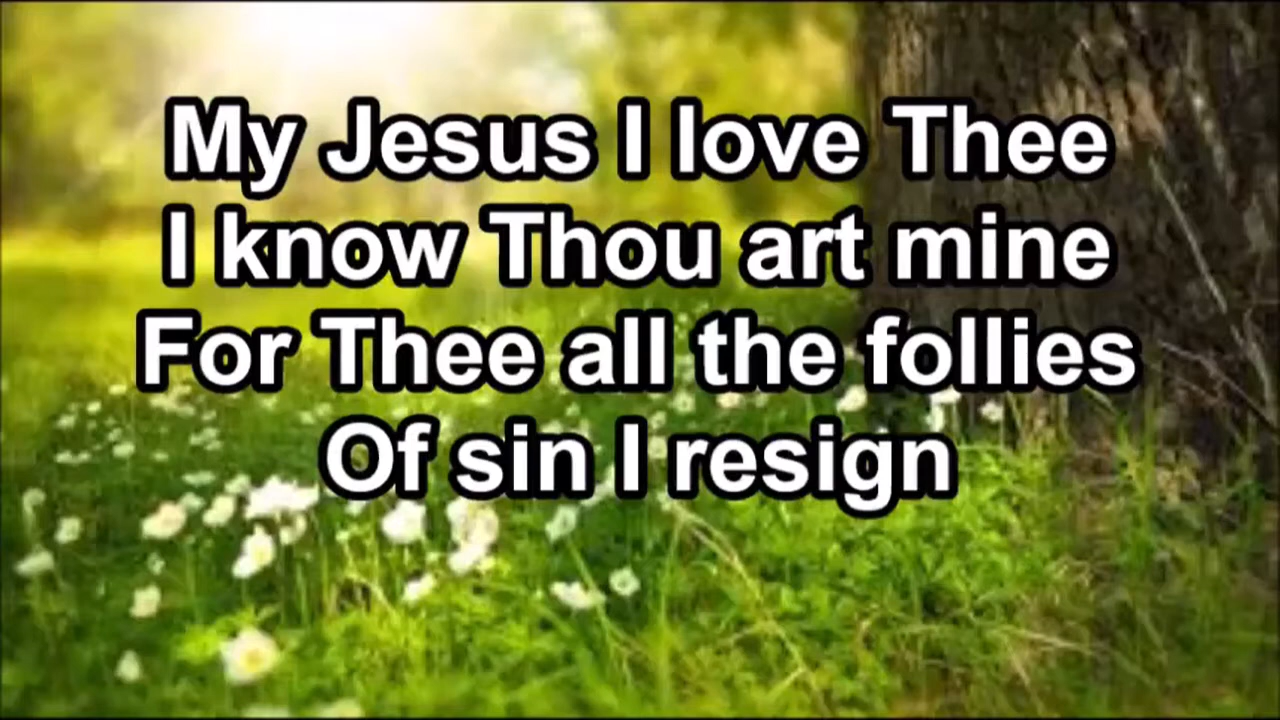 My Jesus I love Thee
I know Thou art mine
For Thee all the follies
Of sin I resign